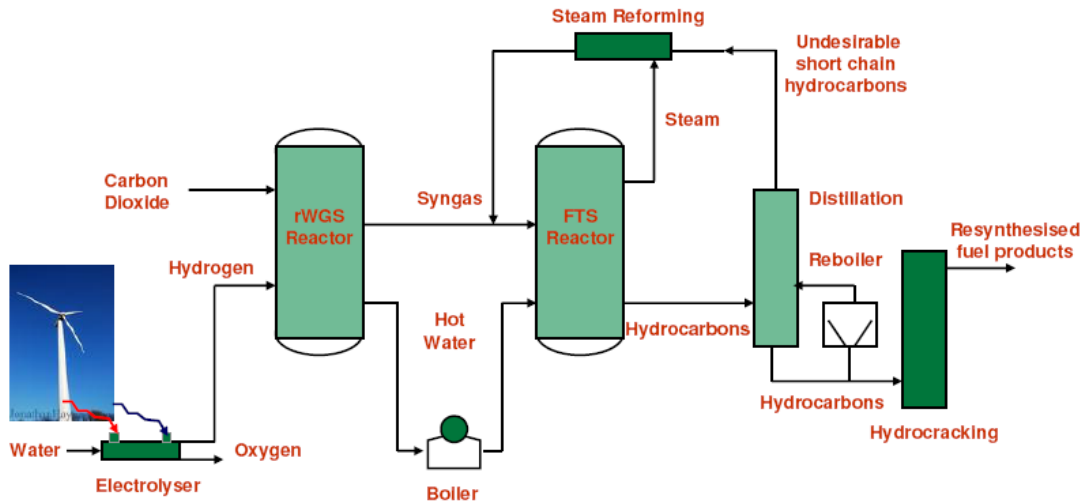 Steam Reforming
Undesirable
short chain
hydrocarbons
Steam
Carbon
Dioxide
rWGS
Reactor
Syngas
FTS
Reactor
Distillation
Resynthesised
fuel products
Hydrogen
Reboiler
Hot
Water
Hydrocarbons
Hydrocarbons
Hydrocracking
Water
Oxygen
Electrolyser
Boiler